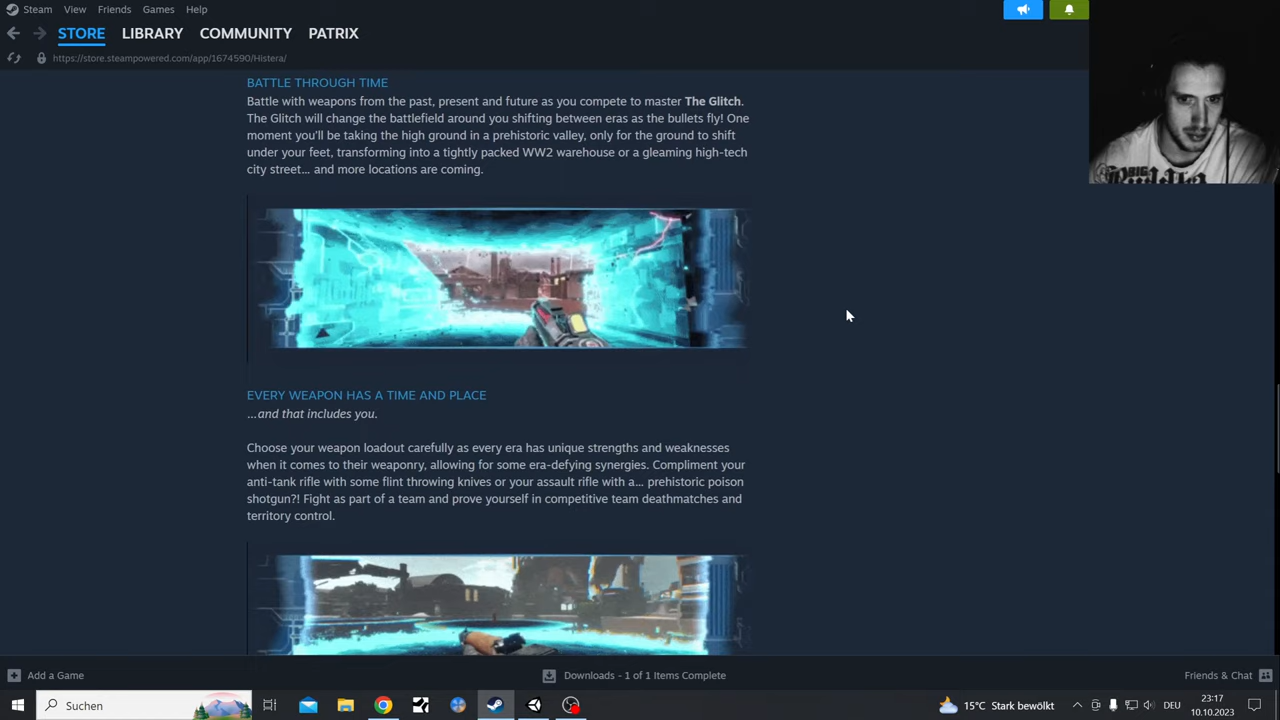 Steam View Friends Games Help
STORE LIBRARY COMMUNITY PATRIX
https://store.steampowered.com/app/1674590/Histera/
BATTLE THROUGH TIME
Battle with weapons from the past, present and future as you compete to master The Glitch.
The Glitch will change the battlefield around you shifting between eras as the bullets fly! One
moment you'll be taking the high ground in a prehistoric valley, only for the ground to shift
under your feet, transforming into a tightly packed WW2 warehouse or a gleaming high-tech
city street… and more locations are coming.
EVERY WEAPON HAS A TIME AND PLACE
…and that includes you.
Choose your weapon loadout carefully as every era has unique strengths and weaknesses
when it comes to their weaponry, allowing for some era-defying synergies. Compliment your
anti-tank rifle with some flint throwing knives or your assault rifle with a… prehistoric poison
shotgun?! Fight as part of a team and prove yourself in competitive team deathmatches and
territory control.
Add a Game
Downloads - 1 of 1 Items Complete
Friends & Chat
Suchen
15°C Stark bewölkt
DEU
23:17
10.10.2023